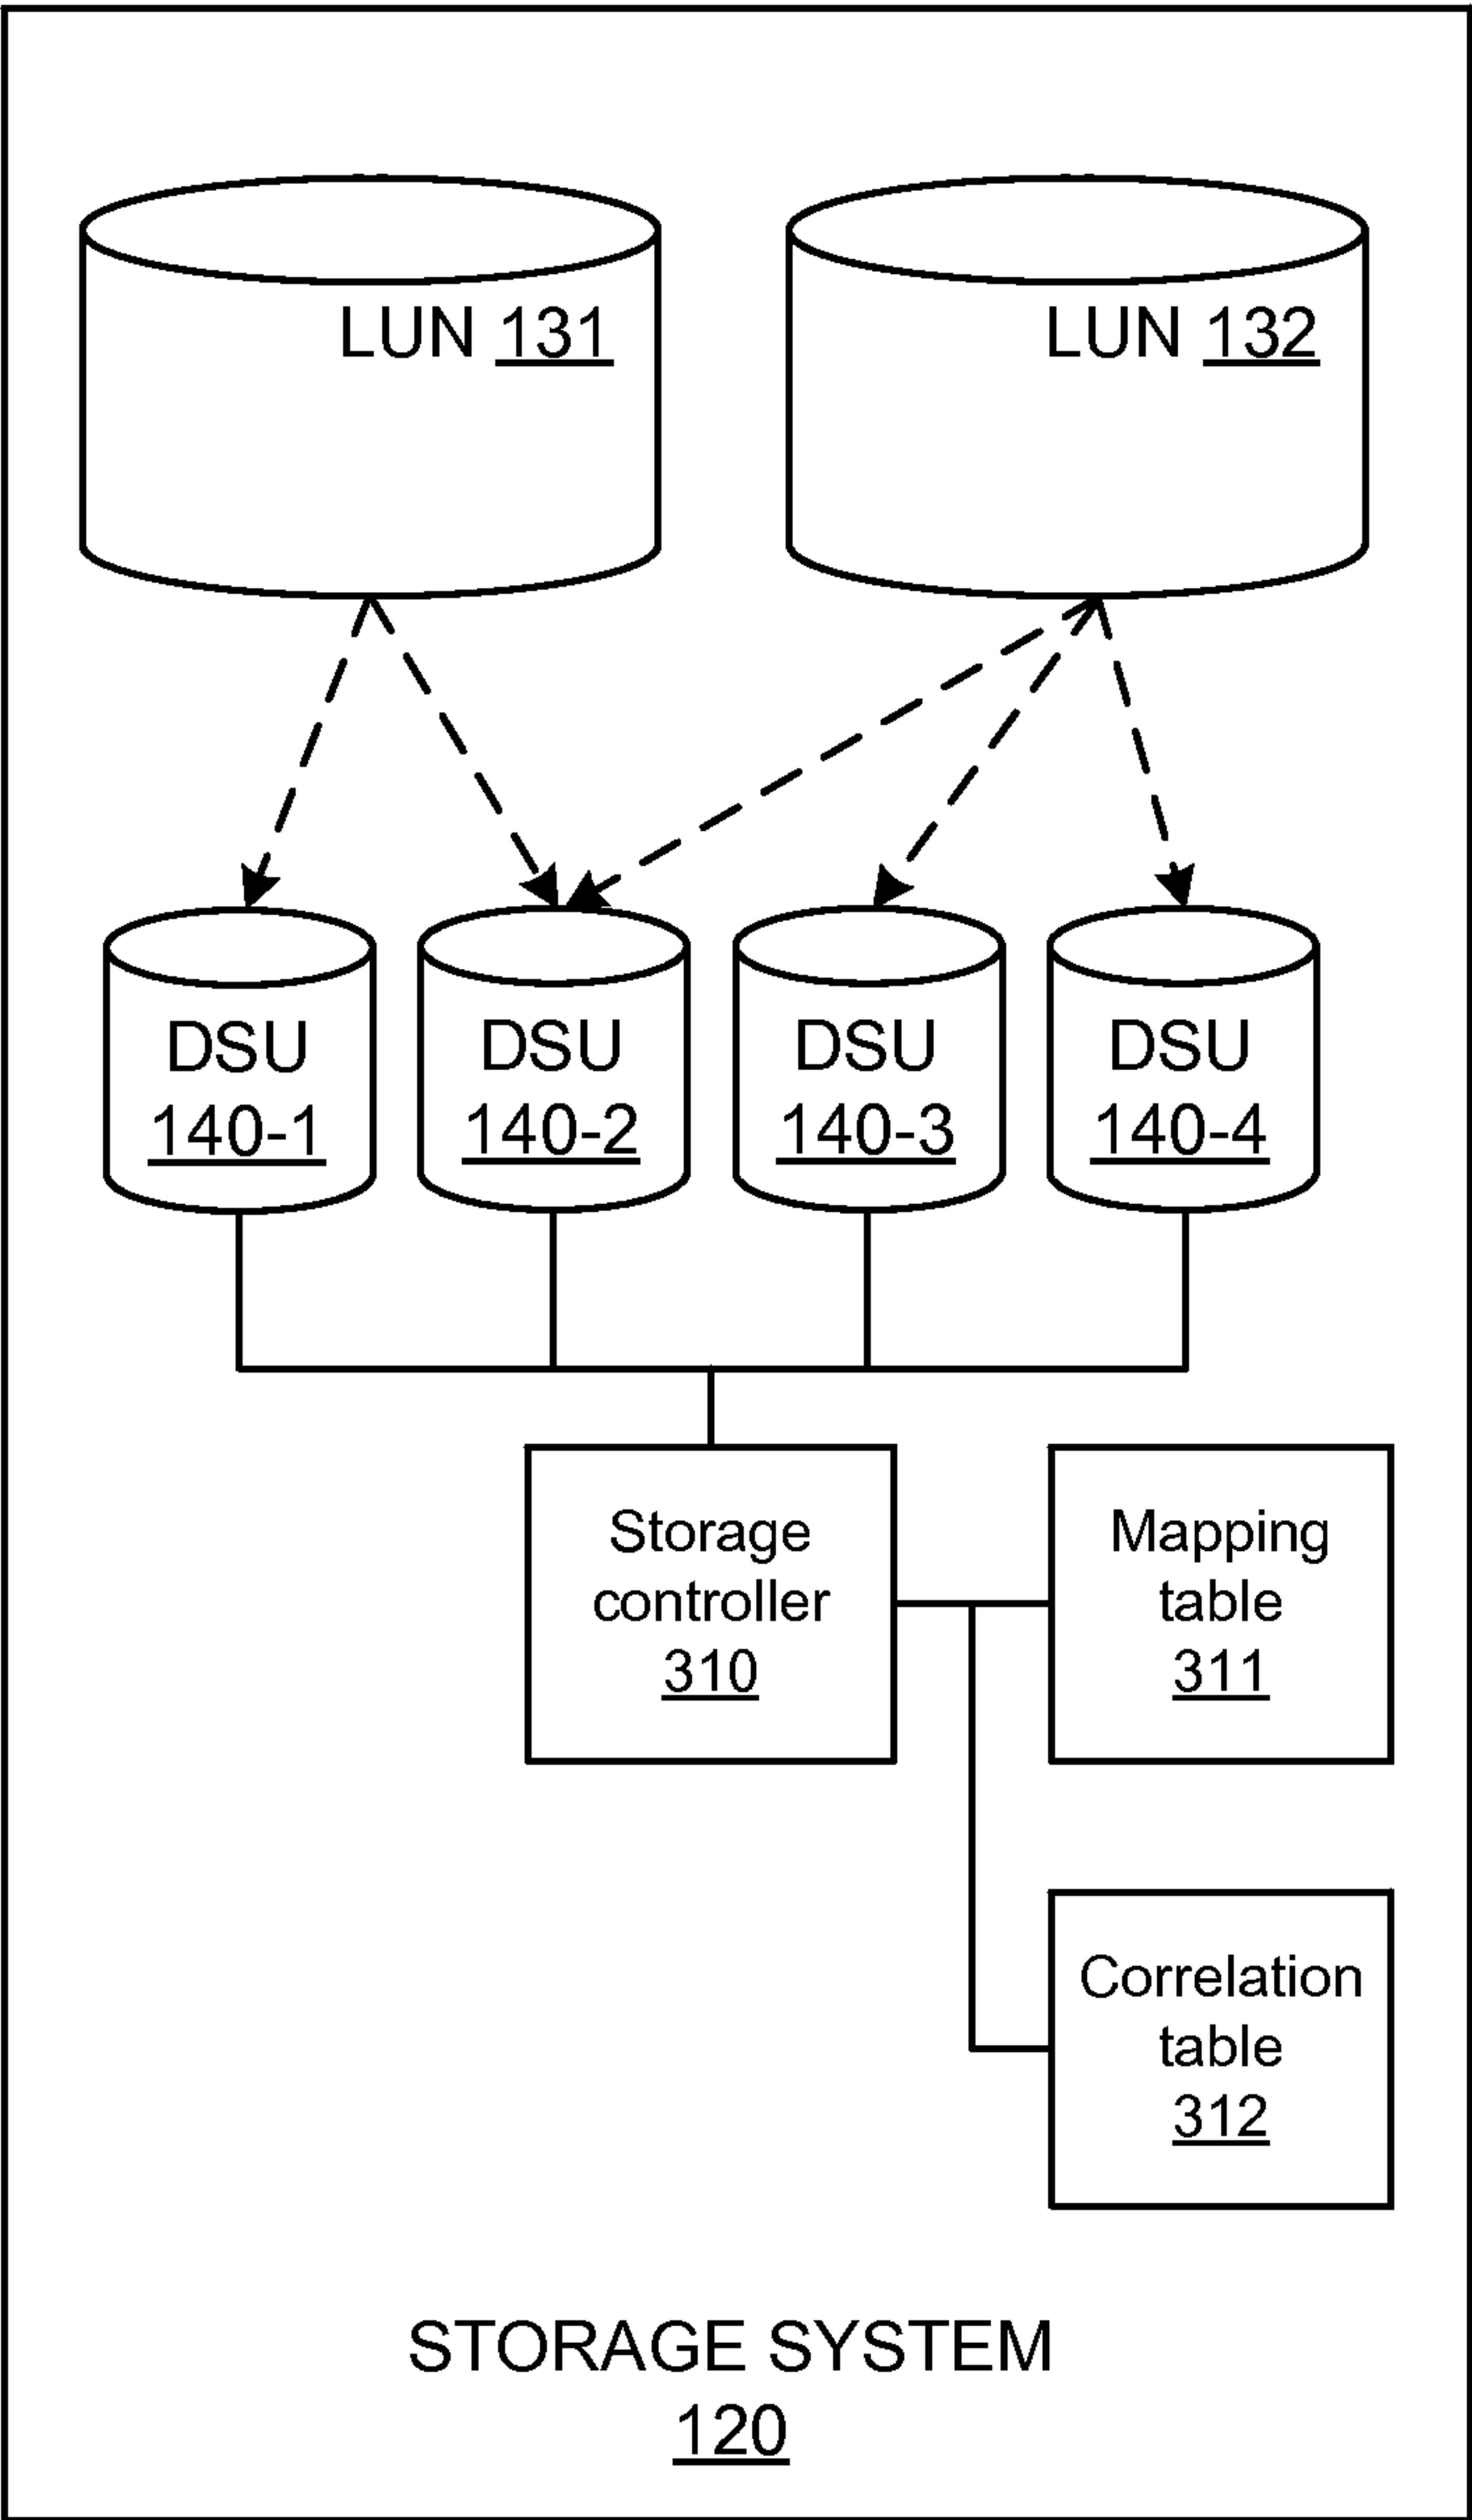 LUN 131
LUN 132
DSU
140-1
DSU
140-2
DSU
140-3
DSU
140-4
Storage
controller
310
Mapping
table
311
Correlation
table
312
STORAGE SYSTEM
120